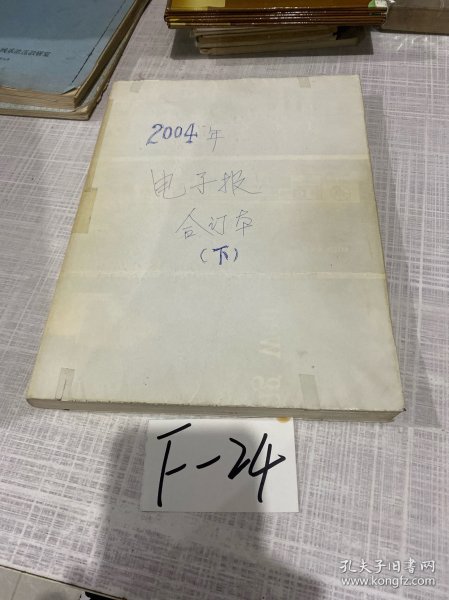 2004年
电子报
合订本
(下)
F-24
孔夫子旧书网
www.kongfz.com